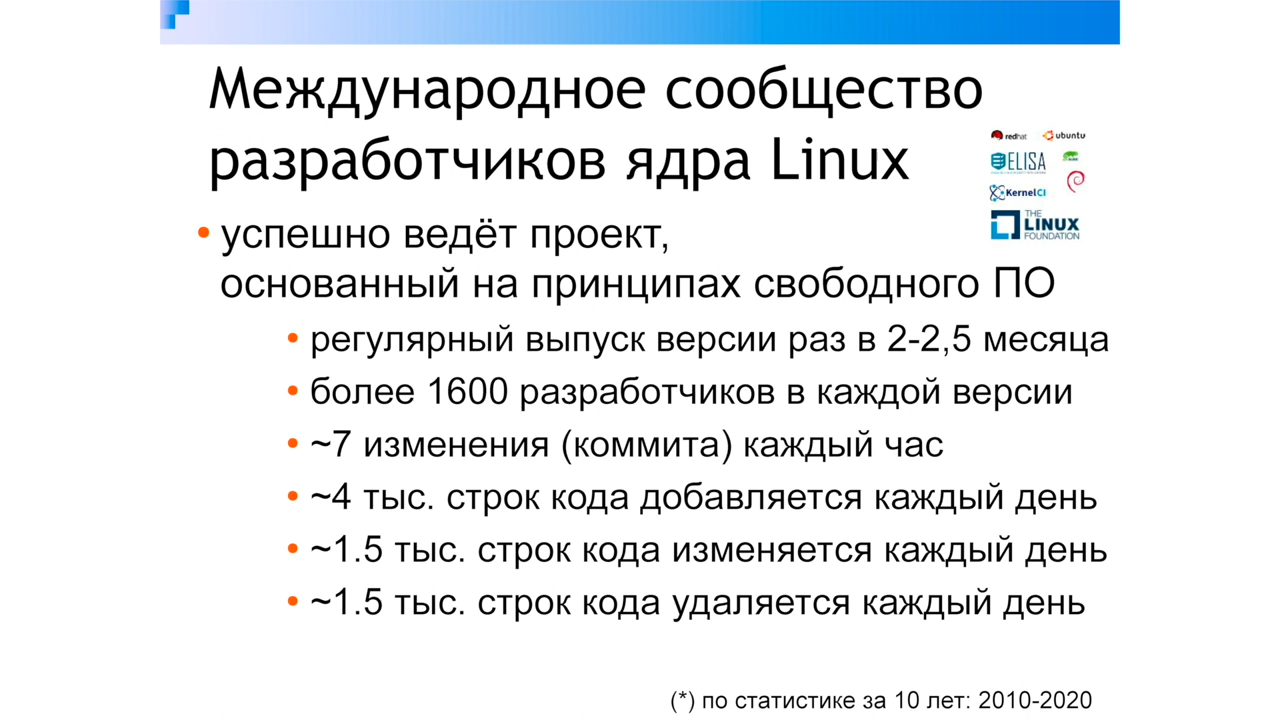 Международное сообщество
разработчиков ядра Linux
redhat
ubuntu
ELISA
KernelCI
THE
LINUX
FOUNDATION
• успешно ведёт проект,
основанный на принципах свободного ПО
• регулярный выпуск версии раз в 2-2,5 месяца
• более 1600 разработчиков в каждой версии
• ~7 изменения (коммита) каждый час
• ~4 тыс. строк кода добавляется каждый день
• ~1.5 тыс. строк кода изменяется каждый день
• ~1.5 тыс. строк кода удаляется каждый день
(*) по статистике за 10 лет: 2010-2020